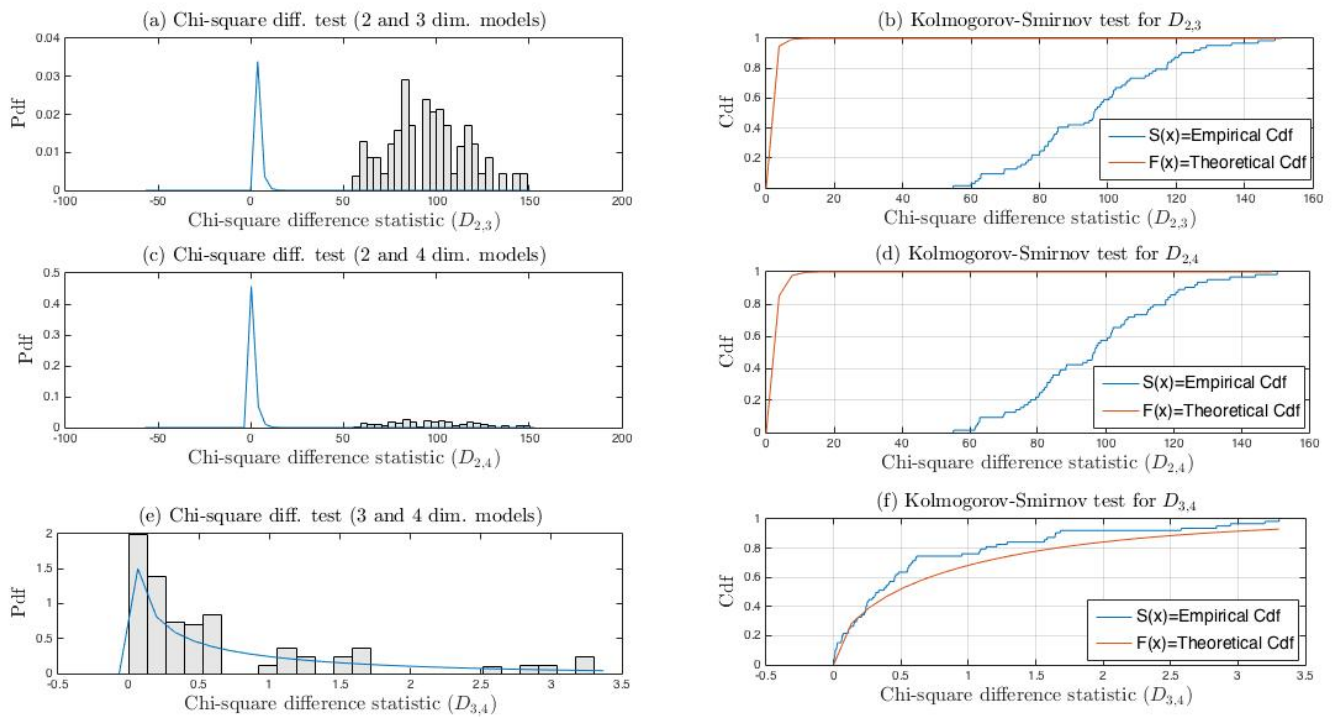 (a) Chi-square diff. test (2 and 3 dim. models)
0.04
0.03
0.02
0.01
0
Pdf
-100 -50 0 50 100 150 200
Chi-square difference statistic (D2,3)
(b) Kolmogorov-Smirnov test for D2,3
1
0.8
0.6
0.4
0.2
0
Cdf
S(x)=Empirical Cdf
F(x)=Theoretical Cdf
0 20 40 60 80 100 120 140 160
Chi-square difference statistic (D2,3)
(c) Chi-square diff. test (2 and 4 dim. models)
0.5
0.4
0.3
0.2
0.1
0
Pdf
-100 -50 0 50 100 150 200
Chi-square difference statistic (D2,4)
(d) Kolmogorov-Smirnov test for D2,4
1
0.8
0.6
0.4
0.2
0
Cdf
S(x)=Empirical Cdf
F(x)=Theoretical Cdf
0 20 40 60 80 100 120 140 160
Chi-square difference statistic (D2,4)
(e) Chi-square diff. test (3 and 4 dim. models)
2
1.5
1
0.5
0
Pdf
-0.5 0 0.5 1 1.5 2 2.5 3 3.5
Chi-square difference statistic (D3,4)
(f) Kolmogorov-Smirnov test for D3,4
1
0.8
0.6
0.4
0.2
0
Cdf
S(x)=Empirical Cdf
F(x)=Theoretical Cdf
-0.5 0 0.5 1 1.5 2 2.5 3 3.5
Chi-square difference statistic (D3,4)